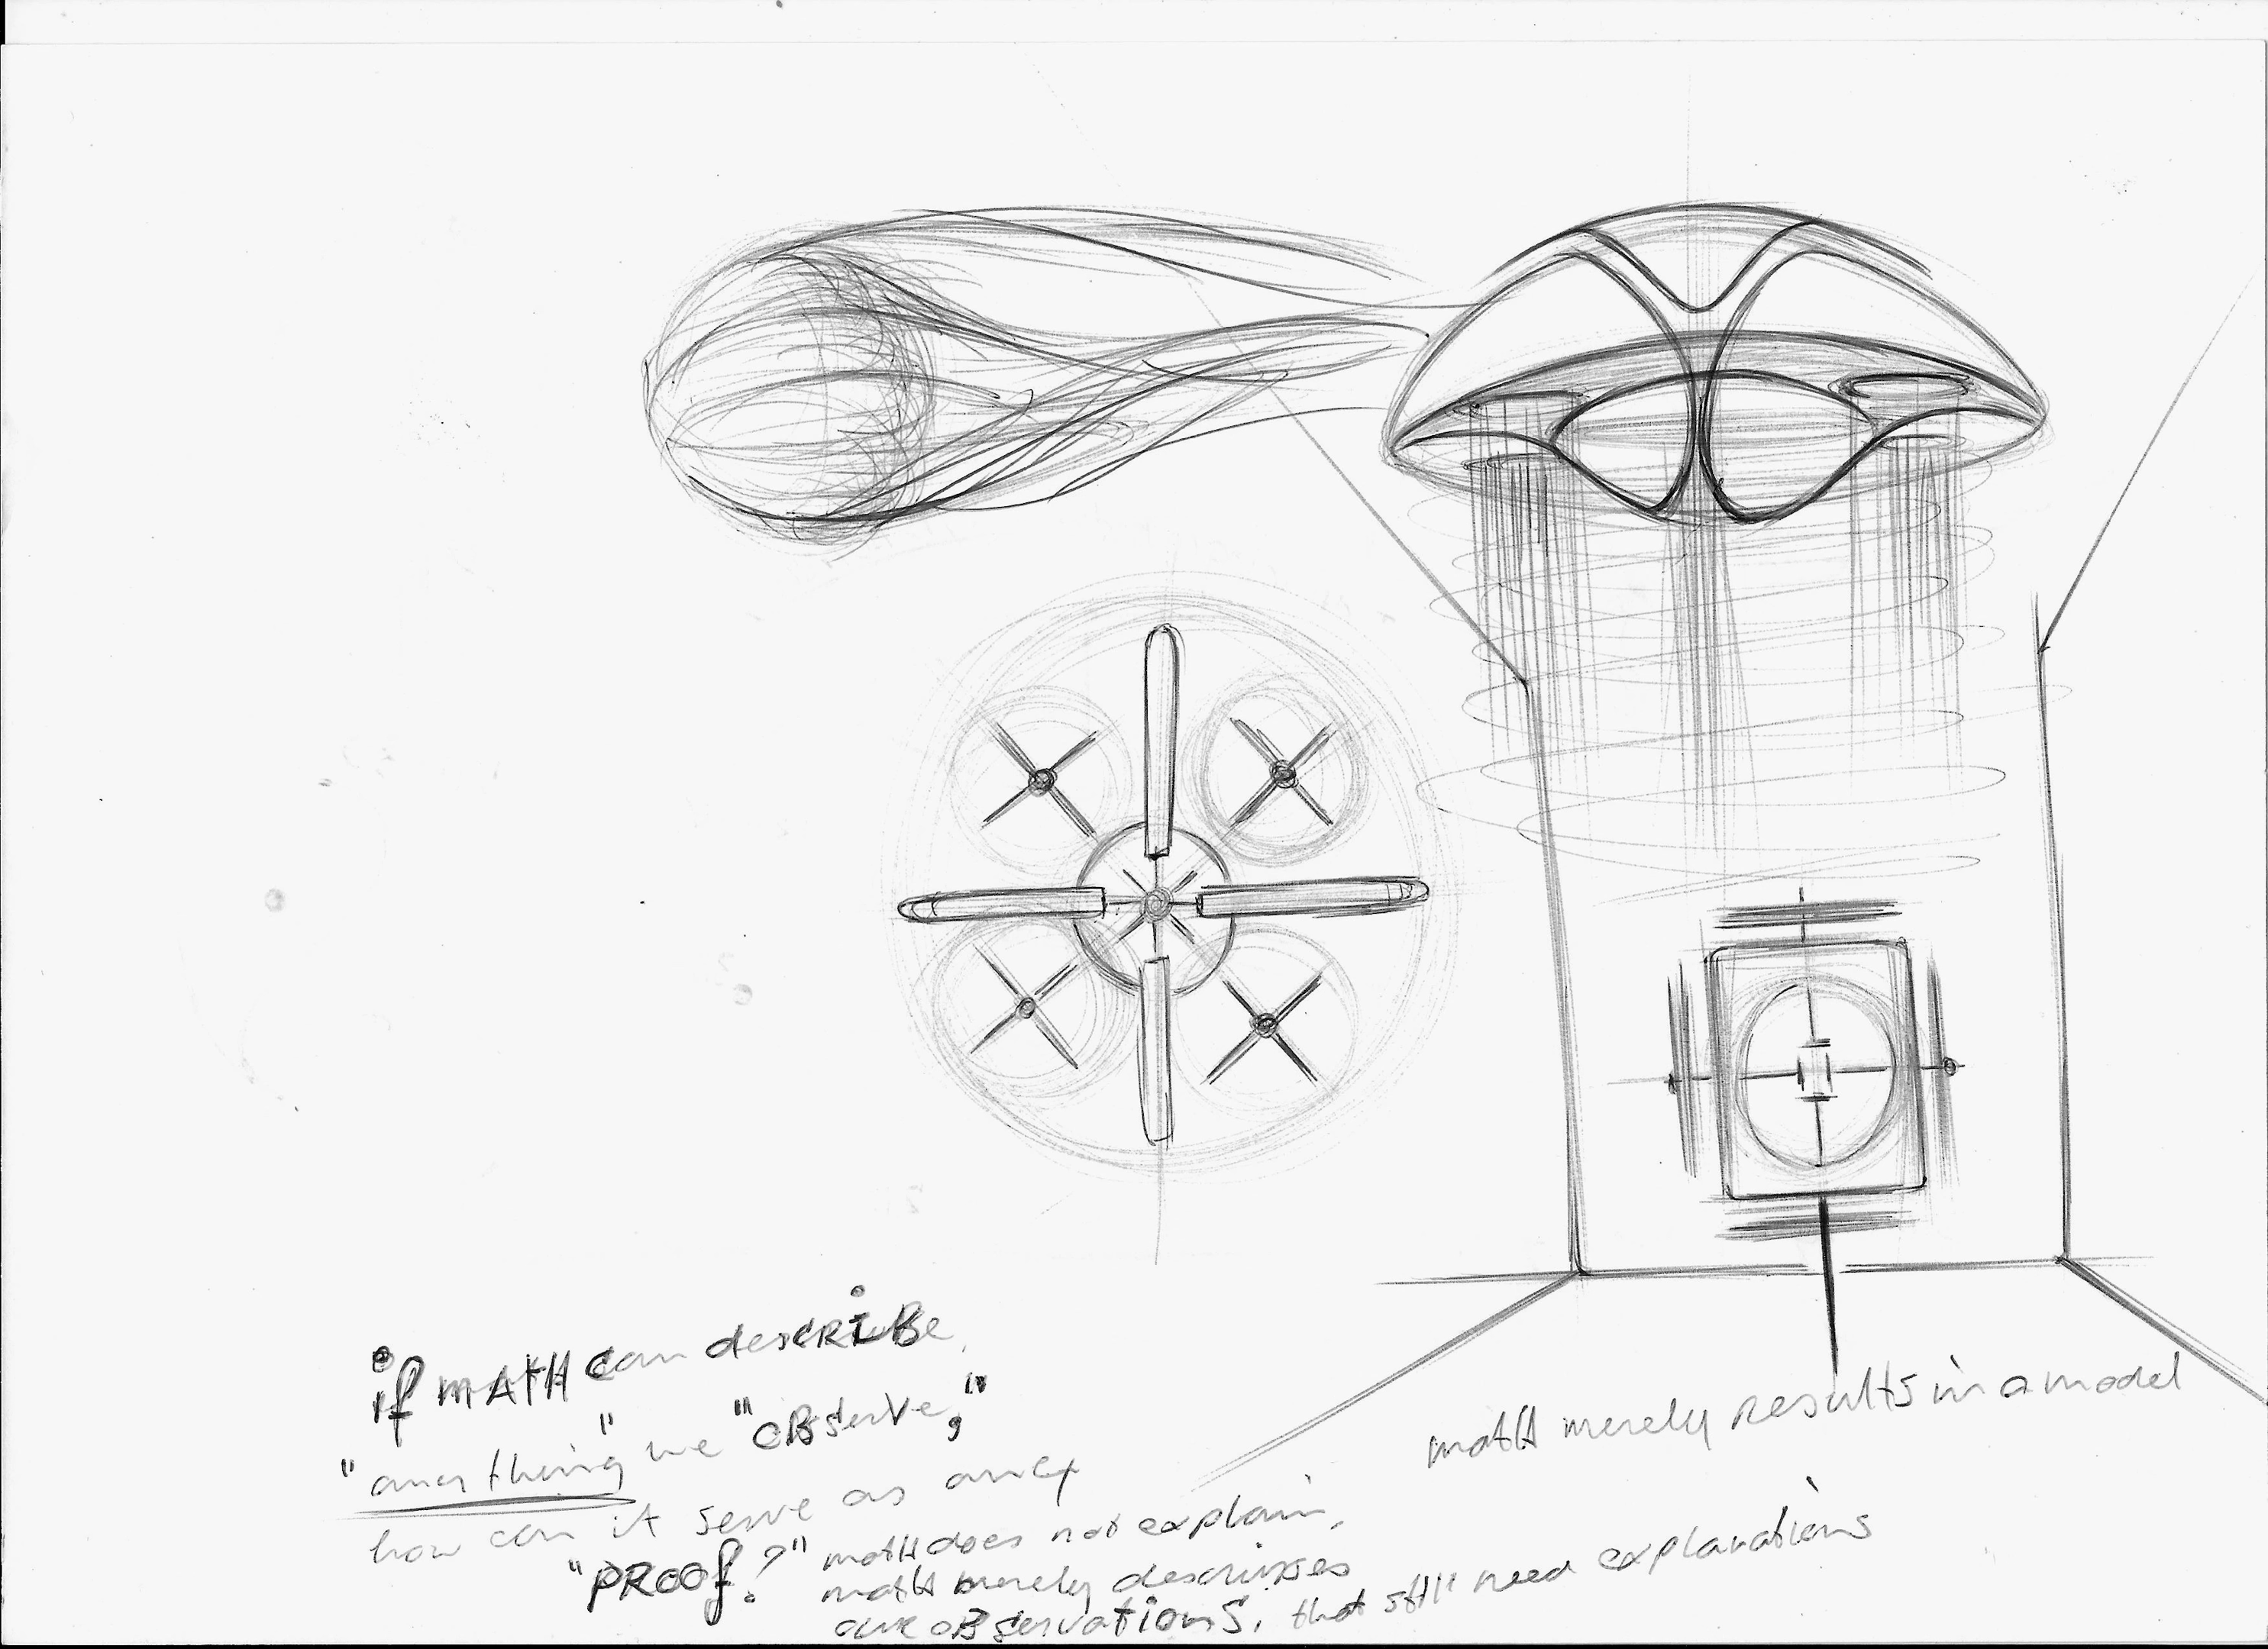 if MATH can describe
"anything" we "observe,"
how can it serve as any
"PROOF?" math does not explain,
math merely describes
our observations, that still need explanations
math merely results in a model